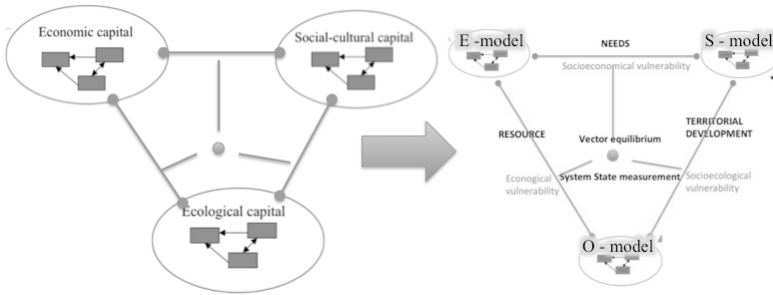 Economic capital
Social-cultural capital
Ecological capital
E -model
NEEDS
S - model
Socioeconomical vulnerability
RESOURCE
Vector equilibrium
TERRITORIAL
DEVELOPMENT
Econogical
vulnerability
System State measurement
Socioecological
vulnerability
O - model